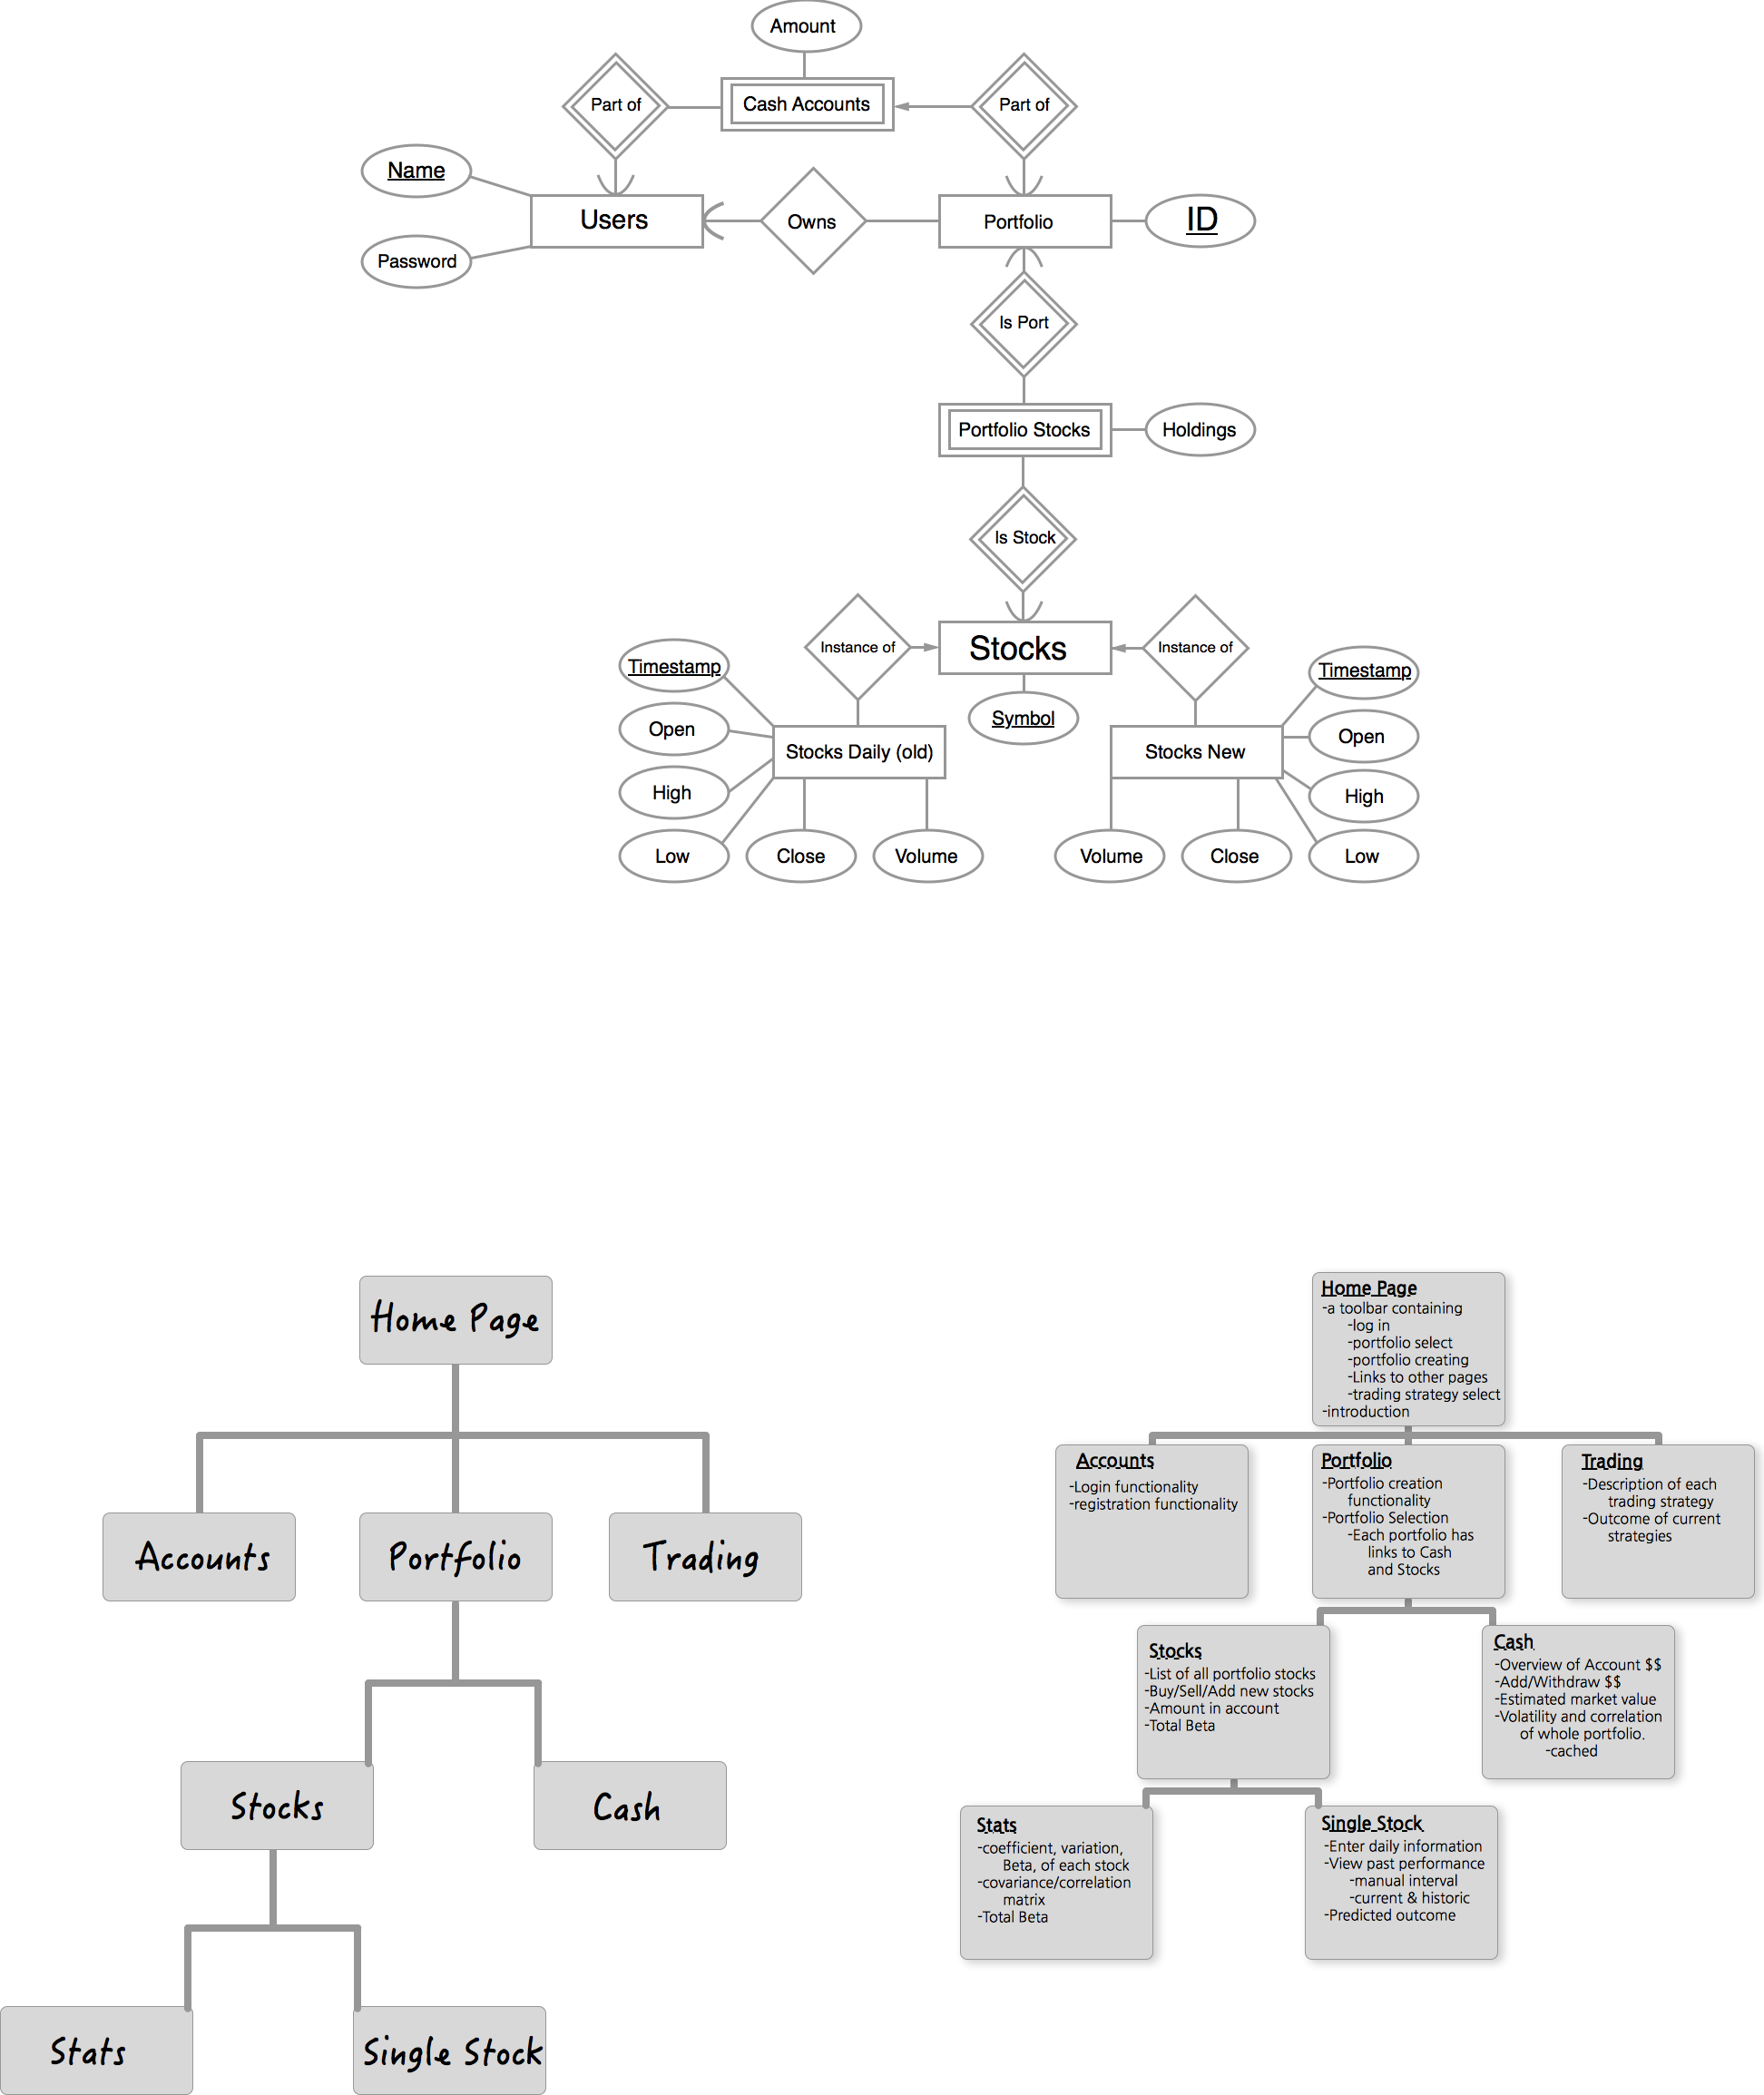 Amount
Part of
Cash Accounts
Part of
Name
Users
Owns
Portfolio
ID
Password
Is Port
Portfolio Stocks
Holdings
Is Stock
Instance of
Stocks
Instance of
Timestamp
Timestamp
Symbol
Open
Open
Stocks Daily (old)
Stocks New
High
High
Low
Close
Volume
Volume
Close
Low
Home Page
Accounts
Portfolio
Trading
Stocks
Cash
Stats
Single Stock
Home Page
-a toolbar containing
-log in
-portfolio select
-portfolio creating
-Links to other pages
-trading strategy select
-introduction
Accounts
-Login functionality
-registration functionality
Portfolio
-Portfolio creation
functionality
-Portfolio Selection
-Each portfolio has
links to Cash
and Stocks
Trading
-Description of each
trading strategy
-Outcome of current
strategies
Stocks
-List of all portfolio stocks
-Buy/Sell/Add new stocks
-Amount in account
-Total Beta
Cash
-Overview of Account $$
-Add/Withdraw $$
-Estimated market value
-Volatility and correlation
of whole portfolio.
-cached
Stats
-coefficient, variation,
Beta, of each stock
-covariance/correlation
matrix
-Total Beta
Single Stock
-Enter daily information
-View past performance
-manual interval
-current & historic
-Predicted outcome